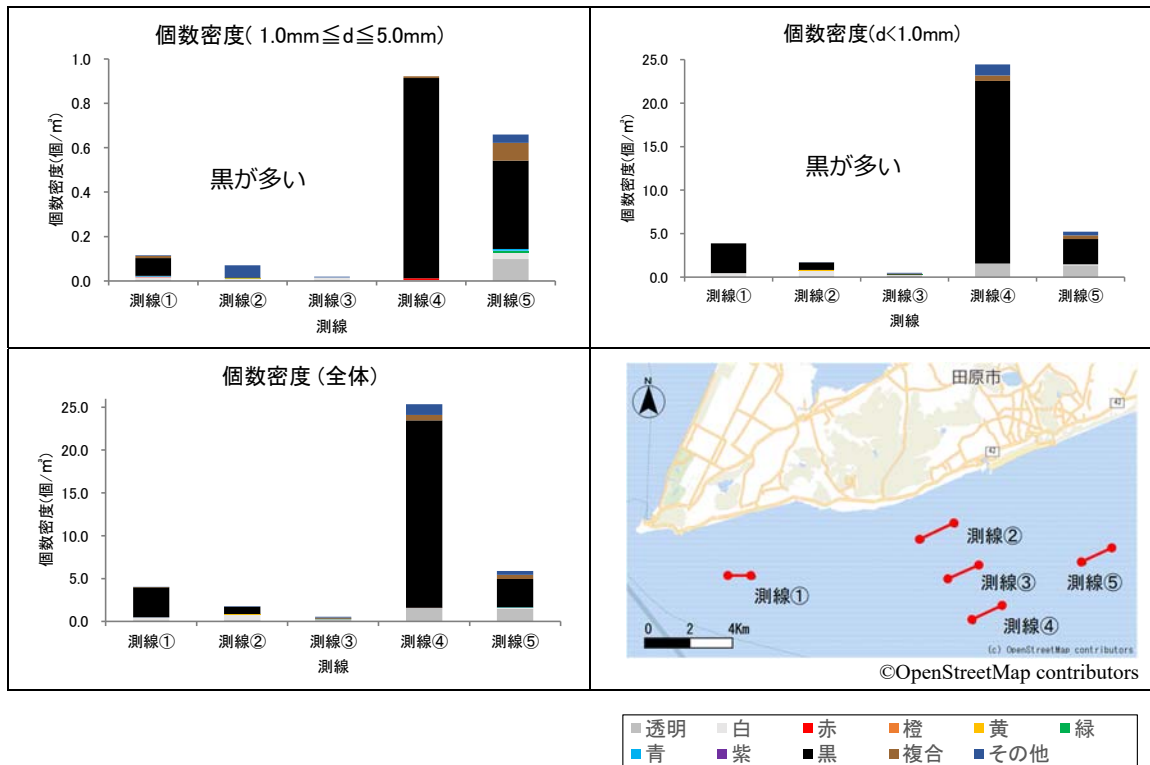 個数密度( 1.0mm≦d≦5.0mm)
個数密度(個/㎥)
1.0
0.8
0.6
0.4
0.2
0.0
黒が多い
測線① 測線② 測線③ 測線④ 測線⑤
測線
個数密度(d<1.0mm)
個数密度(個/㎥)
25.0
20.0
15.0
10.0
5.0
0.0
黒が多い
測線① 測線② 測線③ 測線④ 測線⑤
測線
個数密度 (全体)
個数密度(個/㎥)
25.0
20.0
15.0
10.0
5.0
0.0
測線① 測線② 測線③ 測線④ 測線⑤
測線
N
田原市
42
42
測線②
測線⑤
測線③
測線①
測線④
0 2 4Km
(c) OpenStreetMap contributors
©OpenStreetMap contributors
透明 白 赤 橙 黄 緑
青 紫 黒 複合 その他